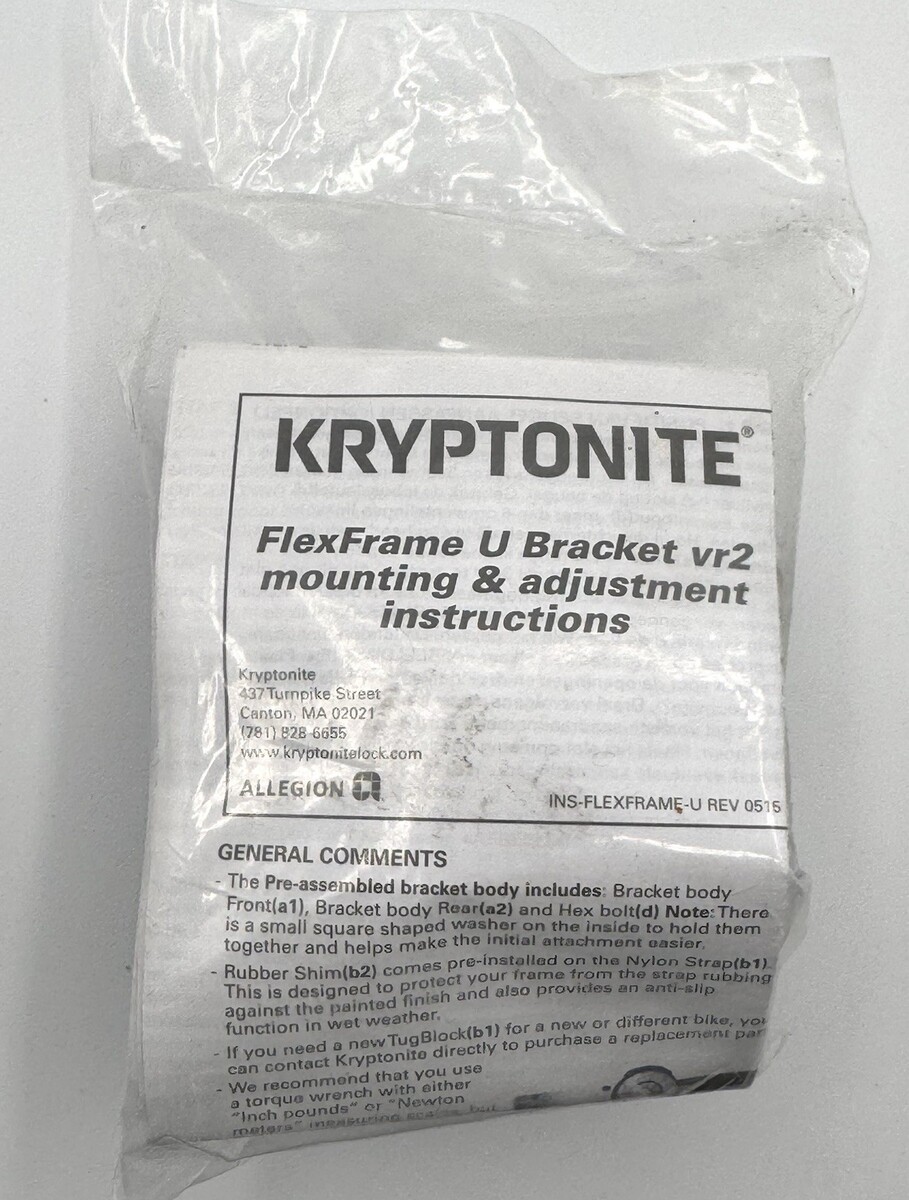 KRYPTONITE®
FlexFrame U Bracket vr2
mounting & adjustment
instructions
Kryptonite
437 Turnpike Street
Canton, MA 02021
(781) 828-6655
www.kryptonitelock.com
ALLEGION
INS-FLEXFRAME-U REV 0515
GENERAL COMMENTS
- The Pre-assembled bracket body includes: Bracket body
Front(a1), Bracket body Rear(a2) and Hex bolt(d) Note: There
is a small square shaped washer on the inside to hold them
together and helps make the initial attachment easier.
- Rubber Shim(b2) comes pre-installed on the Nylon Strap(b1)
This is designed to protect your frame from the strap rubbing
against the painted finish and also provides an anti-slip
function in wet weather.
- If you need a new TugBlock(b1) for a new or different bike, you
can contact Kryptonite directly to purchase a replacement par
- We recommend that you use
a torque wrench with either
"Inch pounds" or "Newton
meters" measuring scales, but